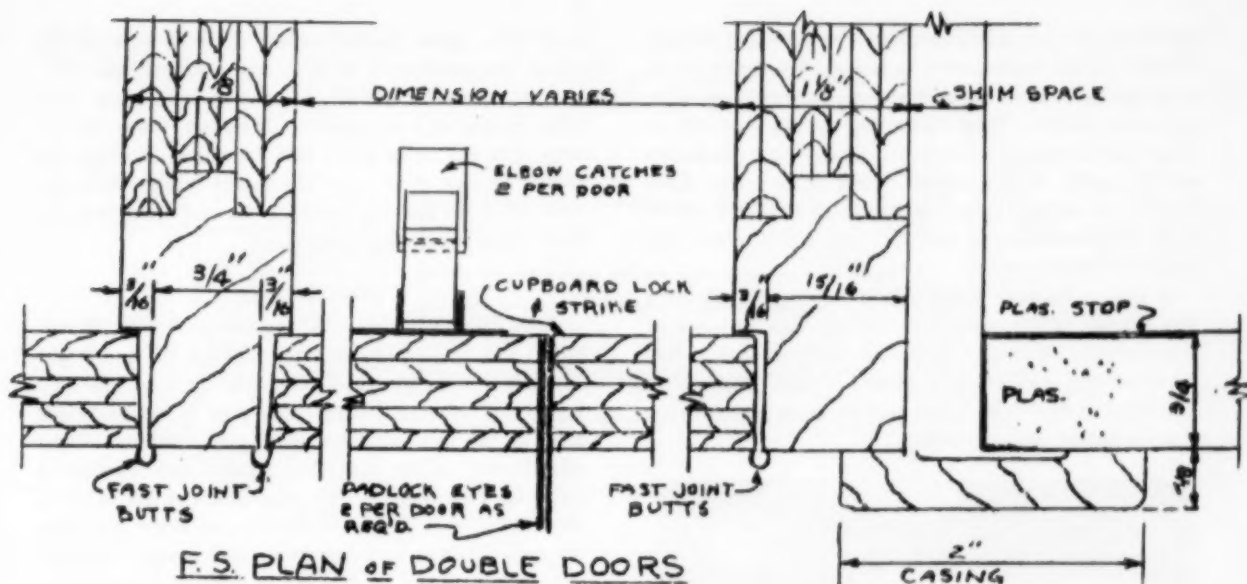 1 1/8
DIMENSION VARIES
1 1/8"
SHIM SPACE
ELBOW CATCHES
2 PER DOOR
3/16"
3/4"
3/16"
CUPBOARD LOCK
& STRIKE
3/16"
15/16"
PLAS. STOP
PLAS.
3/4
FAST JOINT
BUTTS
PADLOCK EYES
2 PER DOOR AS
REQ'D.
FAST JOINT
BUTTS
2"
CASING
F.S. PLAN OF DOUBLE DOORS